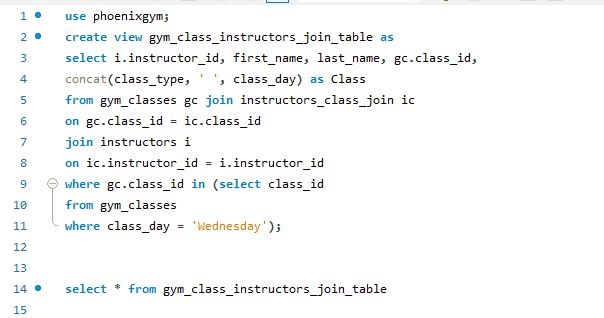 1 use phoenixgym;
2 create view gym_class_instructors_join_table as
3 select i.instructor_id, first_name, last_name, gc.class_id,
4 concat(class_type, ' ', class_day) as Class
5 from gym_classes gc join instructors_class_join ic
6 on gc.class_id = ic.class_id
7 join instructors i
8 on ic.instructor_id = i.instructor_id
9 where gc.class_id in (select class_id
10 from gym_classes
11 where class_day = 'Wednesday');
12
13
14 select * from gym_class_instructors_join_table
15